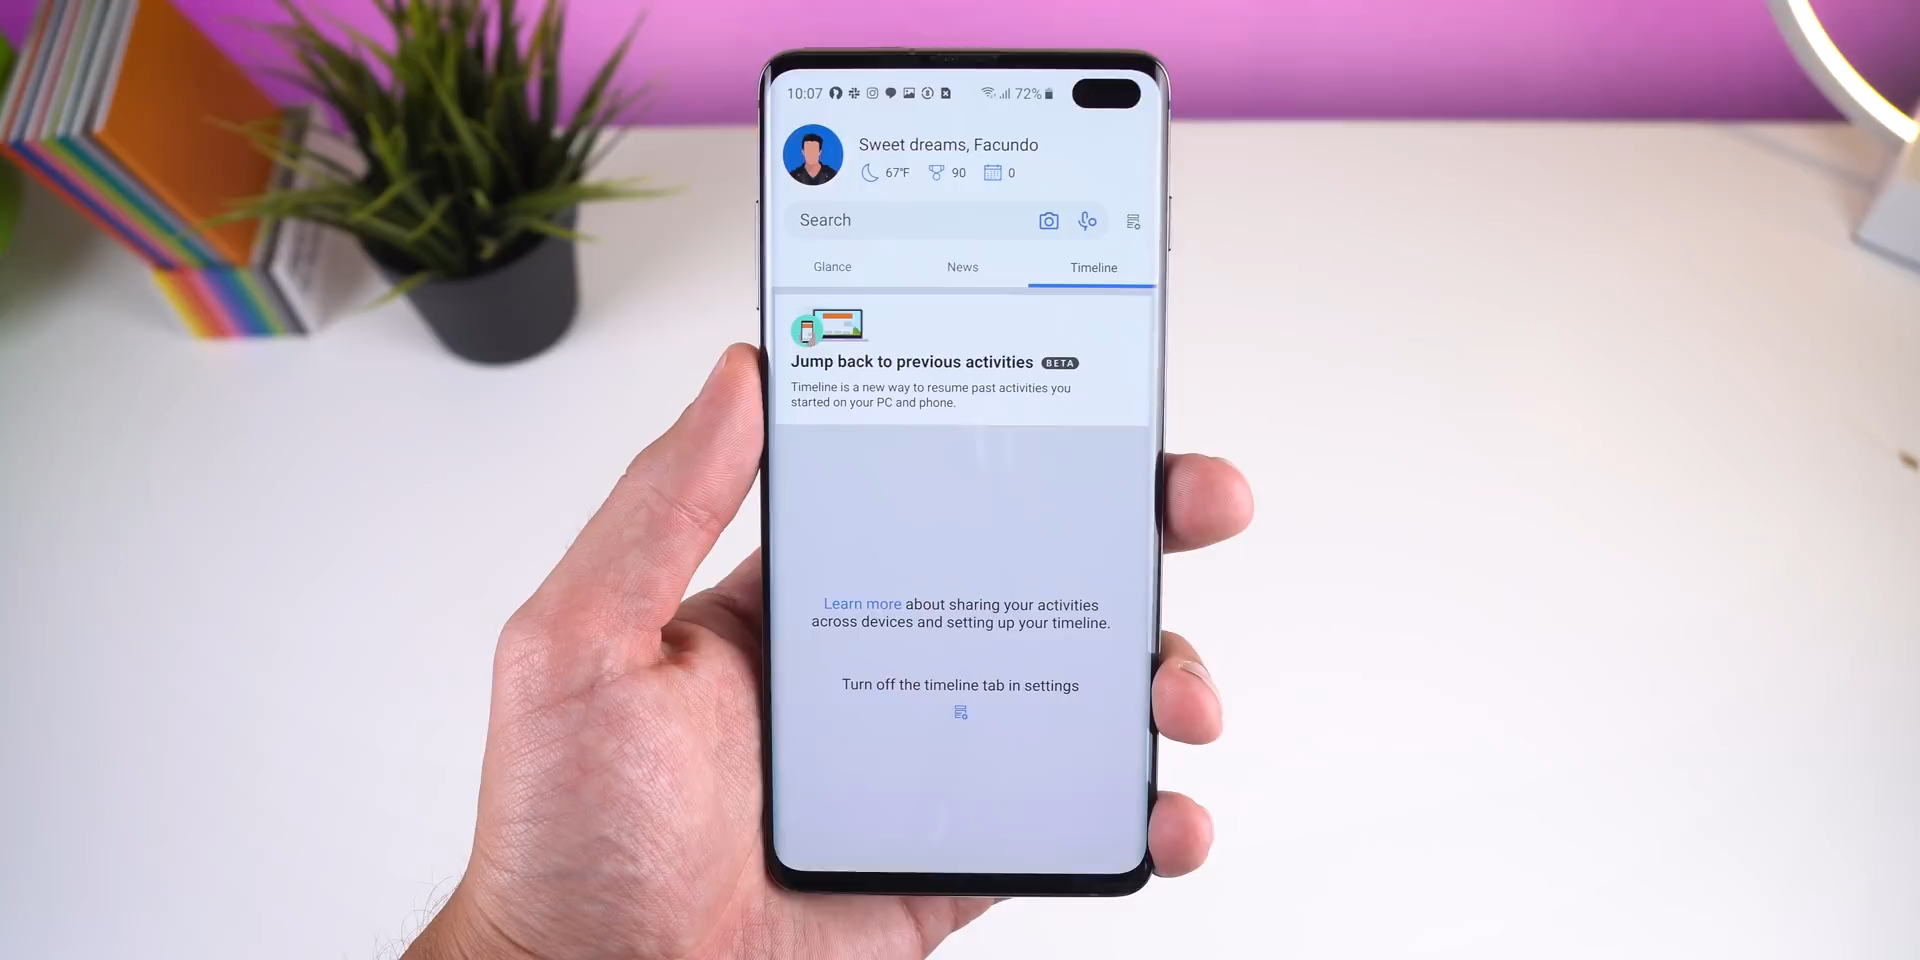 10:07 72%
Sweet dreams, Facundo
67°F 90 0
Search
Glance News Timeline
Jump back to previous activities BETA
Timeline is a new way to resume past activities you
started on your PC and phone.
Learn more about sharing your activities
across devices and setting up your timeline.
Turn off the timeline tab in settings